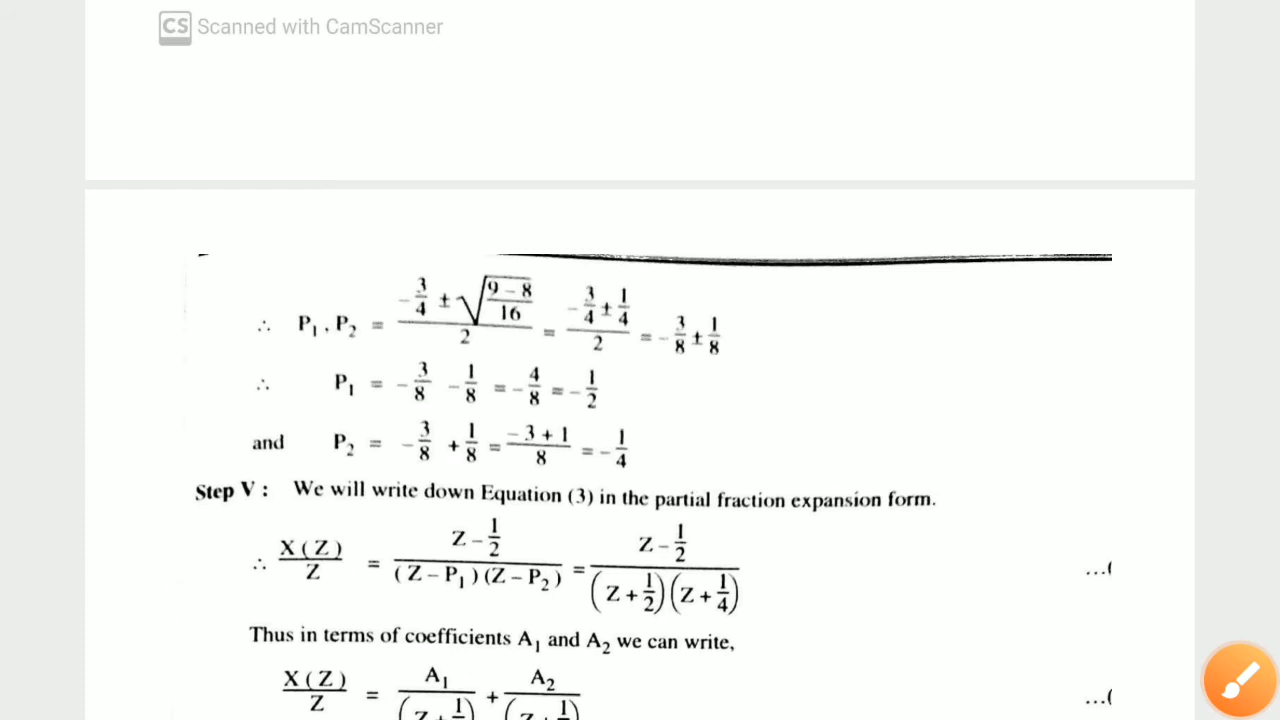 CS Scanned with CamScanner
∴ P₁ , P₂ = (-3/4 ± √((9 - 8)/16))/2 = (-3/4 ± 1/4)/2 = -3/8 ± 1/8
∴ P₁ = -3/8 - 1/8 = -4/8 = -1/2
and P₂ = -3/8 + 1/8 = (-3 + 1)/8 = -1/4
Step V : We will write down Equation (3) in the partial fraction expansion form.
∴ X(Z)/Z = (Z - 1/2)/((Z - P₁)(Z - P₂)) = (Z - 1/2)/((Z + 1/2)(Z + 1/4)) ...(
Thus in terms of coefficients A₁ and A₂ we can write,
X(Z)/Z = A₁/(Z + 1 + A₂/(Z + 1 ...(